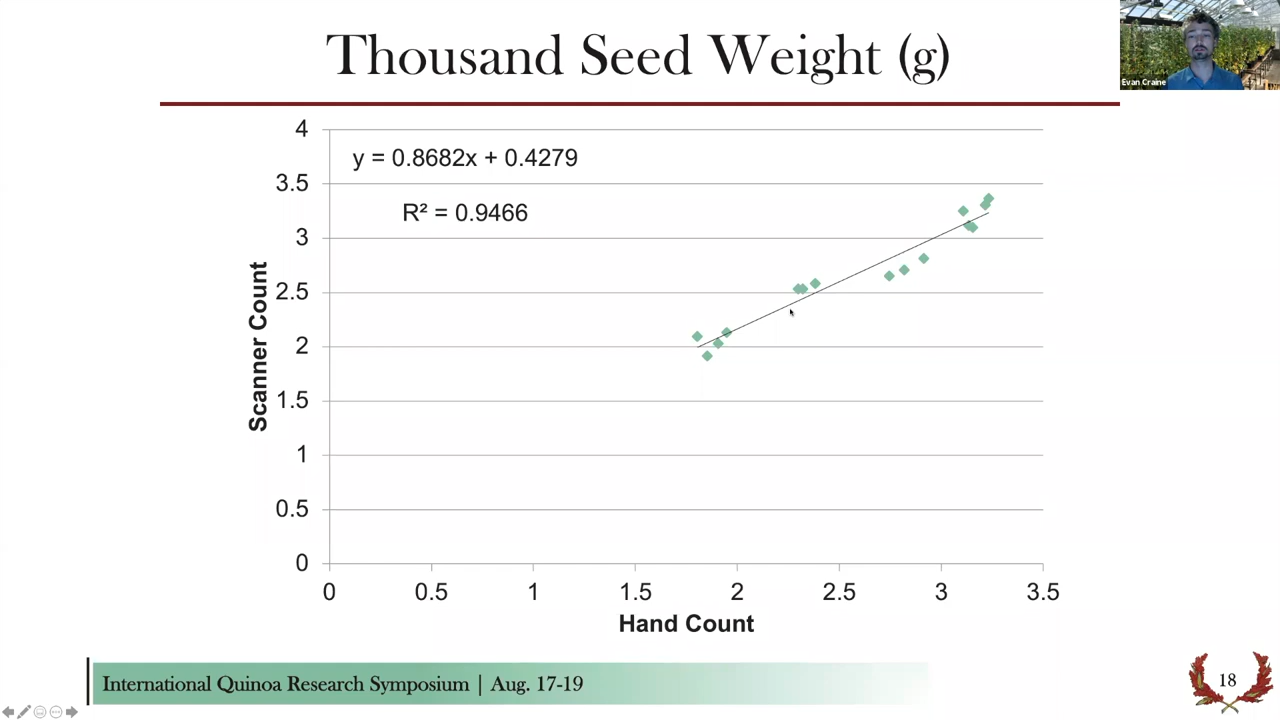 Thousand Seed Weight (g)
Evan Craine
4
y = 0.8682x + 0.4279
3.5
R² = 0.9466
3
2.5
2
1.5
1
0.5
0
Scanner Count
0 0.5 1 1.5 2 2.5 3 3.5
Hand Count
International Quinoa Research Symposium | Aug. 17-19
18